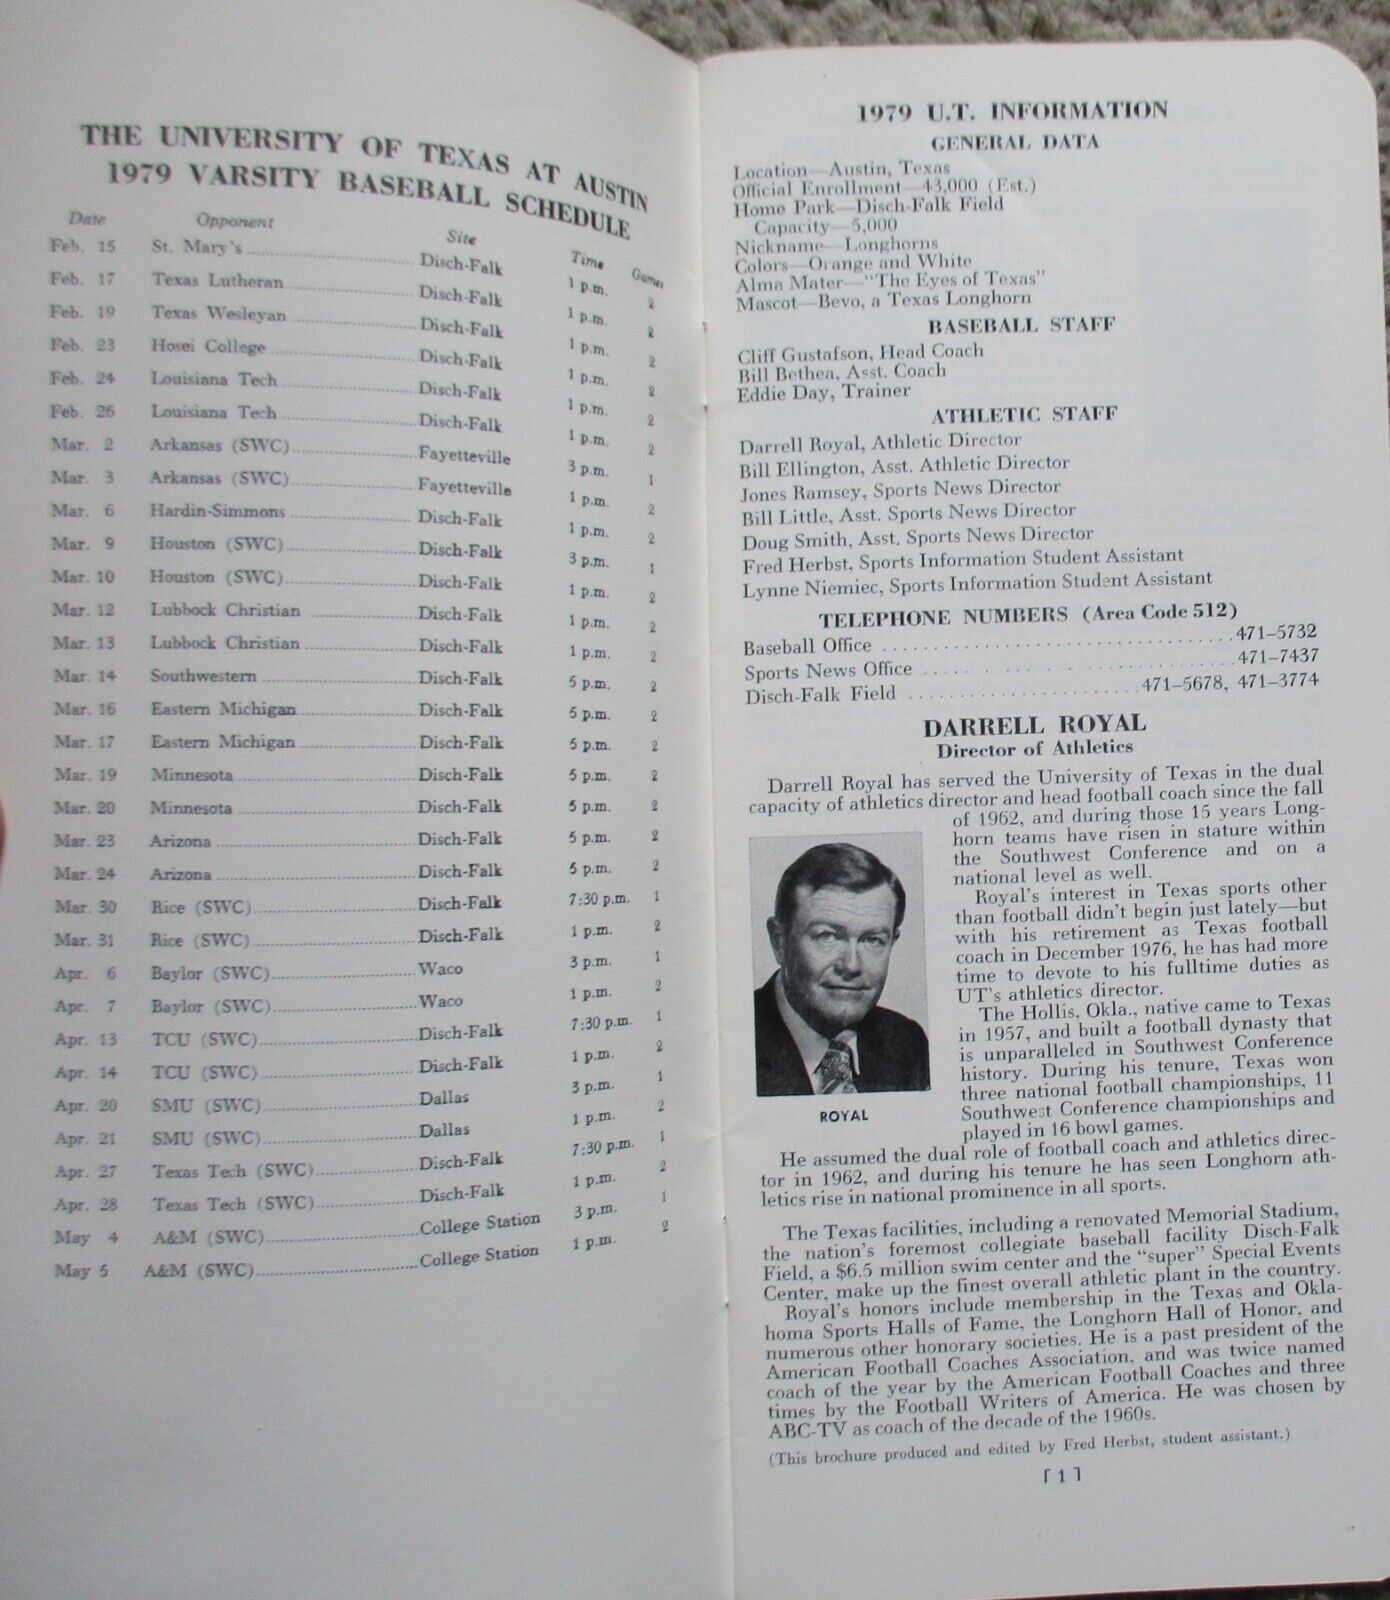 THE UNIVERSITY OF TEXAS AT AUSTIN
1979 VARSITY BASEBALL SCHEDULE
Date Opponent Site Time Games
Feb. 15 St. Mary's Disch-Falk 1 p.m. 2
Feb. 17 Texas Lutheran Disch-Falk 1 p.m. 2
Feb. 19 Texas Wesleyan Disch-Falk 1 p.m. 2
Feb. 23 Hosei College Disch-Falk 1 p.m. 2
Feb. 24 Louisiana Tech Disch-Falk 1 p.m. 2
Feb. 26 Louisiana Tech Disch-Falk 1 p.m. 2
Mar. 2 Arkansas (SWC) Fayetteville 3 p.m. 1
Mar. 3 Arkansas (SWC) Fayetteville 1 p.m. 2
Mar. 6 Hardin-Simmons Disch-Falk 1 p.m. 2
Mar. 9 Houston (SWC) Disch-Falk 3 p.m. 1
Mar. 10 Houston (SWC) Disch-Falk 1 p.m. 2
Mar. 12 Lubbock Christian Disch-Falk 1 p.m. 2
Mar. 13 Lubbock Christian Disch-Falk 1 p.m. 2
Mar. 14 Southwestern Disch-Falk 5 p.m. 2
Mar. 16 Eastern Michigan Disch-Falk 5 p.m. 2
Mar. 17 Eastern Michigan Disch-Falk 5 p.m. 2
Mar. 19 Minnesota Disch-Falk 5 p.m. 2
Mar. 20 Minnesota Disch-Falk 5 p.m. 2
Mar. 23 Arizona Disch-Falk 5 p.m. 2
Mar. 24 Arizona Disch-Falk 5 p.m. 2
Mar. 30 Rice (SWC) Disch-Falk 7:30 p.m. 1
Mar. 31 Rice (SWC) Disch-Falk 1 p.m. 2
Apr. 6 Baylor (SWC) Waco 3 p.m. 1
Apr. 7 Baylor (SWC) Waco 1 p.m. 2
Apr. 13 TCU (SWC) Disch-Falk 7:30 p.m. 1
Apr. 14 TCU (SWC) Disch-Falk 1 p.m. 2
Apr. 20 SMU (SWC) Dallas 3 p.m. 1
Apr. 21 SMU (SWC) Dallas 1 p.m. 2
Apr. 27 Texas Tech (SWC) Disch-Falk 7:30 p.m. 1
Apr. 28 Texas Tech (SWC) Disch-Falk 1 p.m. 2
May 4 A&M (SWC) College Station 3 p.m. 1
May 5 A&M (SWC) College Station 1 p.m. 2
1979 U.T. INFORMATION
GENERAL DATA
Location—Austin, Texas
Official Enrollment—43,000 (Est.)
Home Park—Disch-Falk Field
Capacity—5,000
Nickname—Longhorns
Colors—Orange and White
Alma Mater—"The Eyes of Texas"
Mascot—Bevo, a Texas Longhorn
BASEBALL STAFF
Cliff Gustafson, Head Coach
Bill Bethea, Asst. Coach
Eddie Day, Trainer
ATHLETIC STAFF
Darrell Royal, Athletic Director
Bill Ellington, Asst. Athletic Director
Jones Ramsey, Sports News Director
Bill Little, Asst. Sports News Director
Doug Smith, Asst. Sports News Director
Fred Herbst, Sports Information Student Assistant
Lynne Niemiec, Sports Information Student Assistant
TELEPHONE NUMBERS (Area Code 512)
Baseball Office 471-5732
Sports News Office 471-7437
Disch-Falk Field 471-5678, 471-3774
DARRELL ROYAL
Director of Athletics
Darrell Royal has served the University of Texas in the dual
capacity of athletics director and head football coach since the fall
of 1962, and during those 15 years Long-
horn teams have risen in stature within
the Southwest Conference and on a
national level as well.
Royal's interest in Texas sports other
than football didn't begin just lately—but
with his retirement as Texas football
coach in December 1976, he has had more
time to devote to his fulltime duties as
UT's athletics director.
The Hollis, Okla., native came to Texas
in 1957, and built a football dynasty that
is unparalleled in Southwest Conference
history. During his tenure, Texas won
three national football championships, 11
Southwest Conference championships and
played in 16 bowl games.
ROYAL
He assumed the dual role of football coach and athletics direc-
tor in 1962, and during his tenure he has seen Longhorn ath-
letics rise in national prominence in all sports.
The Texas facilities, including a renovated Memorial Stadium,
the nation's foremost collegiate baseball facility Disch-Falk
Field, a $6.5 million swim center and the "super" Special Events
Center, make up the finest overall athletic plant in the country.
Royal's honors include membership in the Texas and Okla-
homa Sports Halls of Fame, the Longhorn Hall of Honor, and
numerous other honorary societies. He is a past president of the
American Football Coaches Association, and was twice named
coach of the year by the American Football Coaches and three
times by the Football Writers of America. He was chosen by
ABC-TV as coach of the decade of the 1960s.
(This brochure produced and edited by Fred Herbst, student assistant.)
[1]